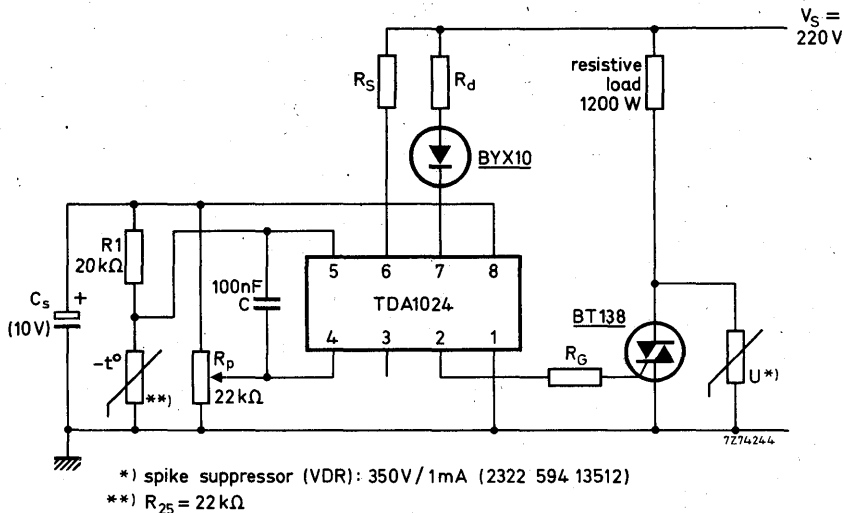 V_S =
220 V
resistive
load
1200 W
R_S
R_d
BYX10
R1
20kΩ
100nF
C
5 6 7 8
TDA1024
4 3 2 1
C_s +
(10 V)
BT138
-t°
**)
R_p
22kΩ
R_G
U*)
7Z74244
*) spike suppressor (VDR): 350V/1mA (2322 594 13512)
**) R_25 = 22kΩ